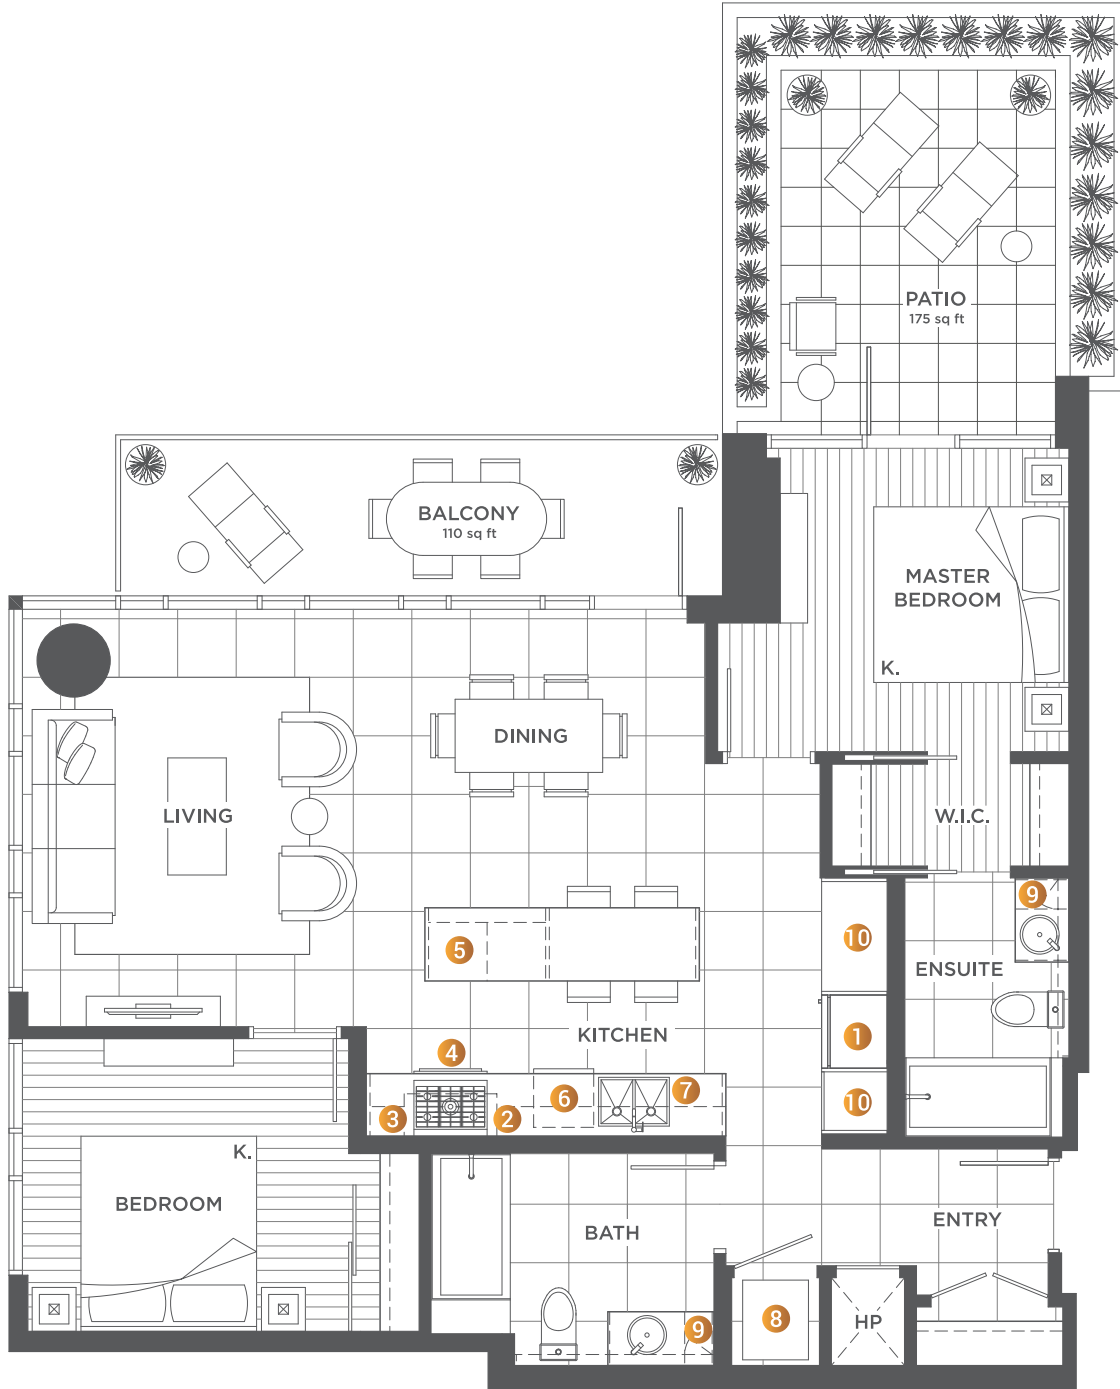 PATIO
175 sq ft
BALCONY
110 sq ft
MASTER
BEDROOM
K.
DINING
LIVING
W.I.C.
9
10
5
ENSUITE
1
KITCHEN
4
6
7
3
2
10
K.
BEDROOM
BATH
ENTRY
8
HP
9